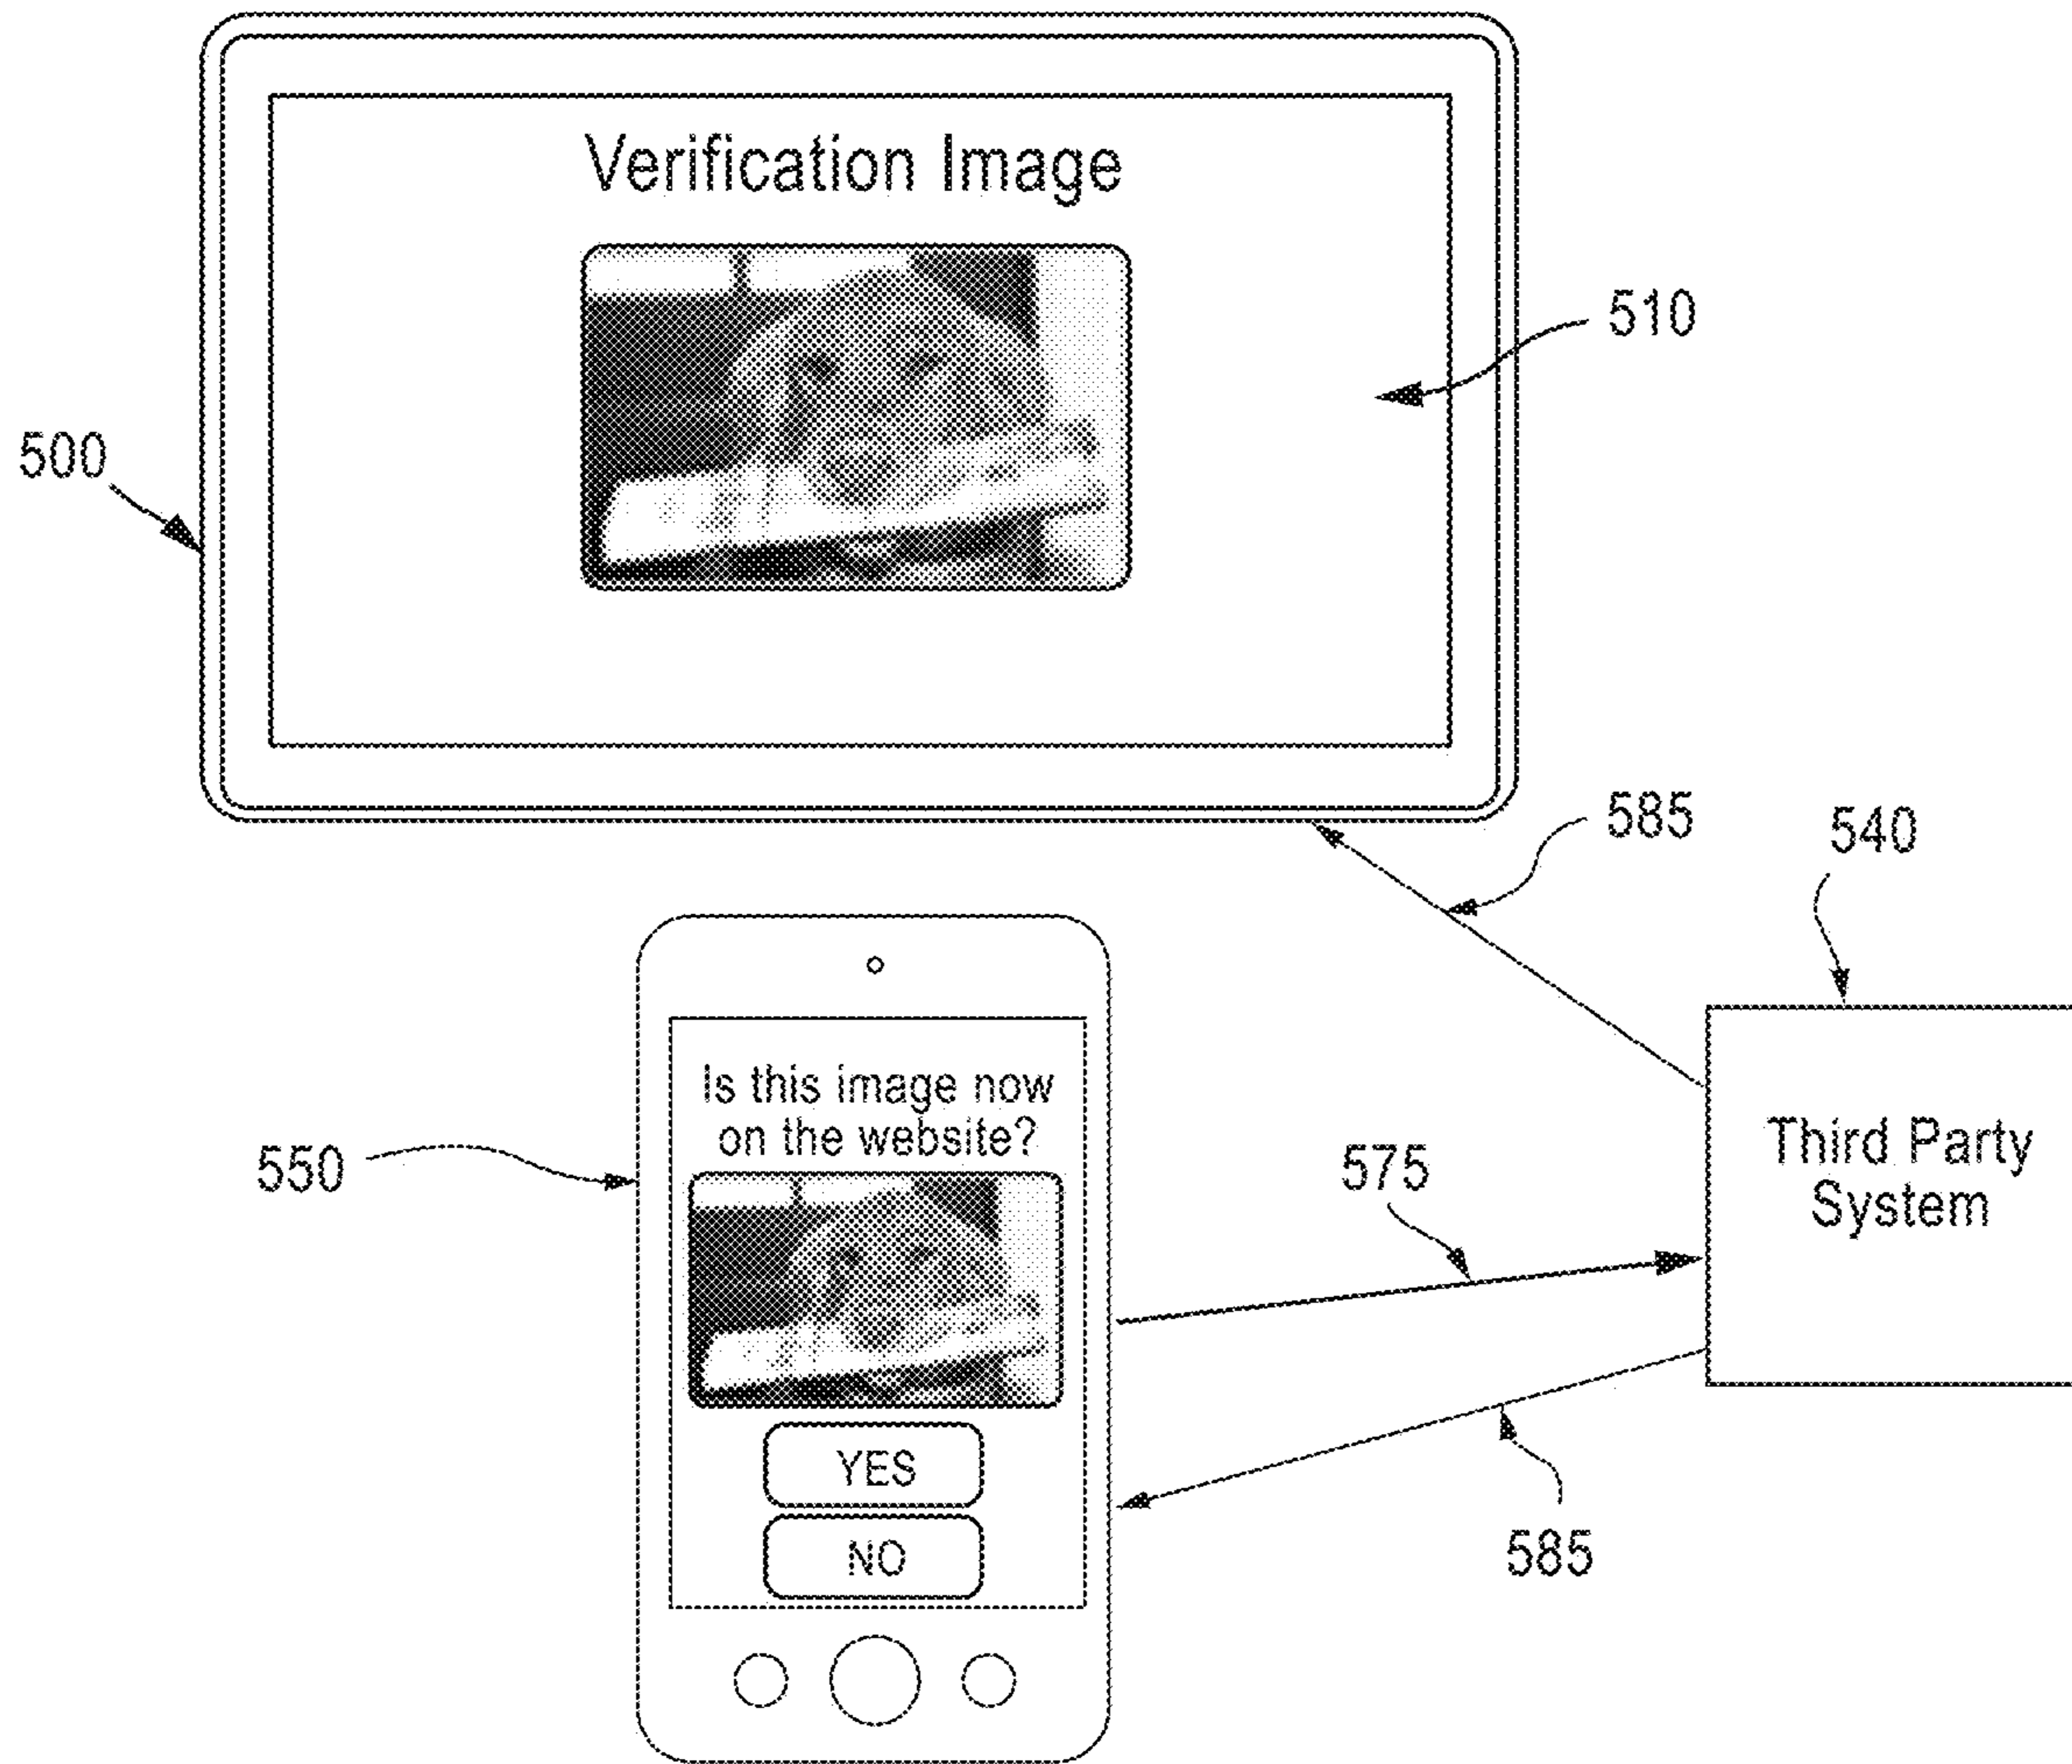 Verification Image
510
500
585
540
Is this image now
on the website?
550
575
Third Party
System
YES
NO
585